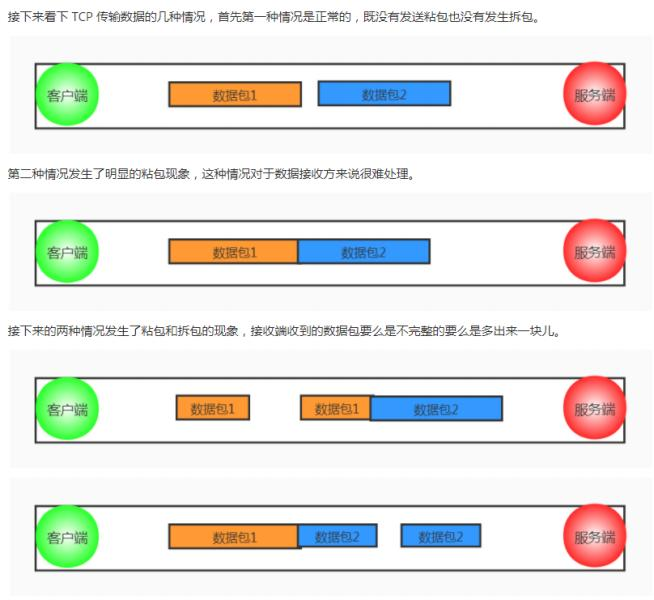 接下来看下 TCP 传输数据的几种情况，首先第一种情况是正常的，既没有发送粘包也没有发生拆包。
客户端 数据包1 数据包2 服务端
第二种情况发生了明显的粘包现象，这种情况对于数据接收方来说很难处理。
客户端 数据包1 数据包2 服务端
接下来的两种情况发生了粘包和拆包的现象，接收端收到的数据包要么是不完整的要么是多出来一块儿。
客户端 数据包1 数据包1 数据包2 服务端
客户端 数据包1 数据包2 数据包2 服务端